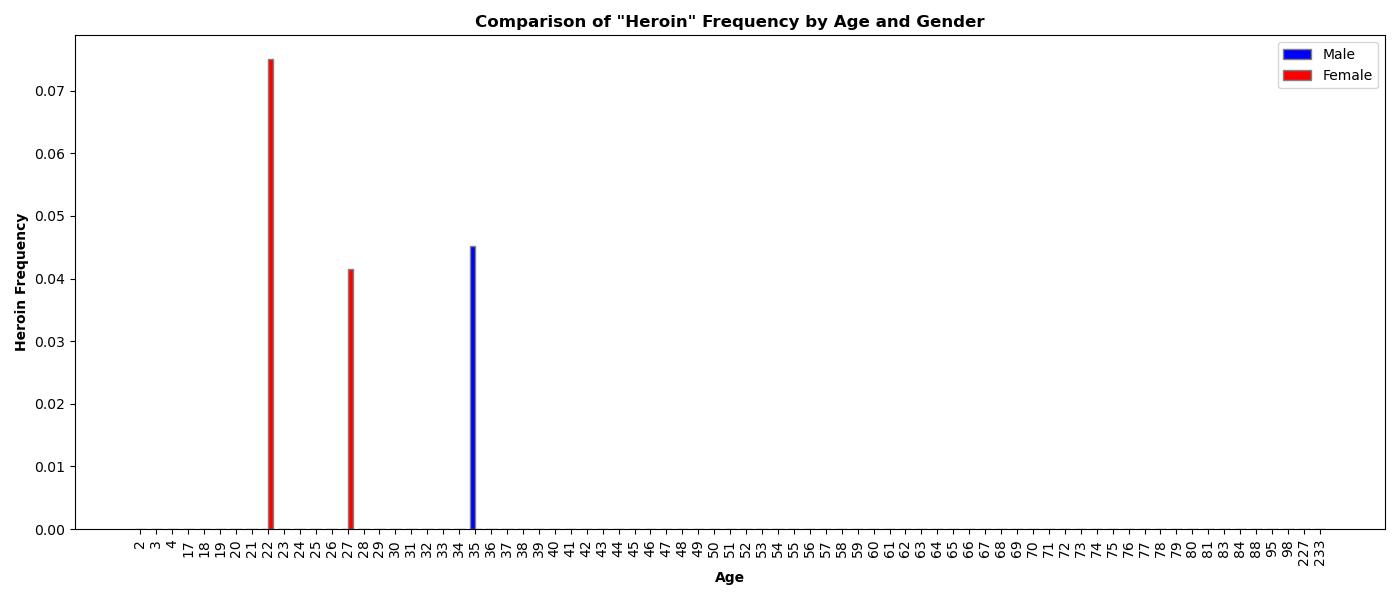 Comparison of "Heroin" Frequency by Age and Gender
Male
Female
Heroin Frequency
0.07
0.06
0.05
0.04
0.03
0.02
0.01
0.00
2 3 4 17 18 19 20 21 22 23 24 25 26 27 28 29 30 31 32 33 34 35 36 37 38 39 40 41 42 43 44 45 46 47 48 49 50 51 52 53 54 55 56 57 58 59 60 61 62 63 64 65 66 67 68 69 70 71 72 73 74 75 76 77 78 79 80 81 83 84 88 95 98 227 233
Age